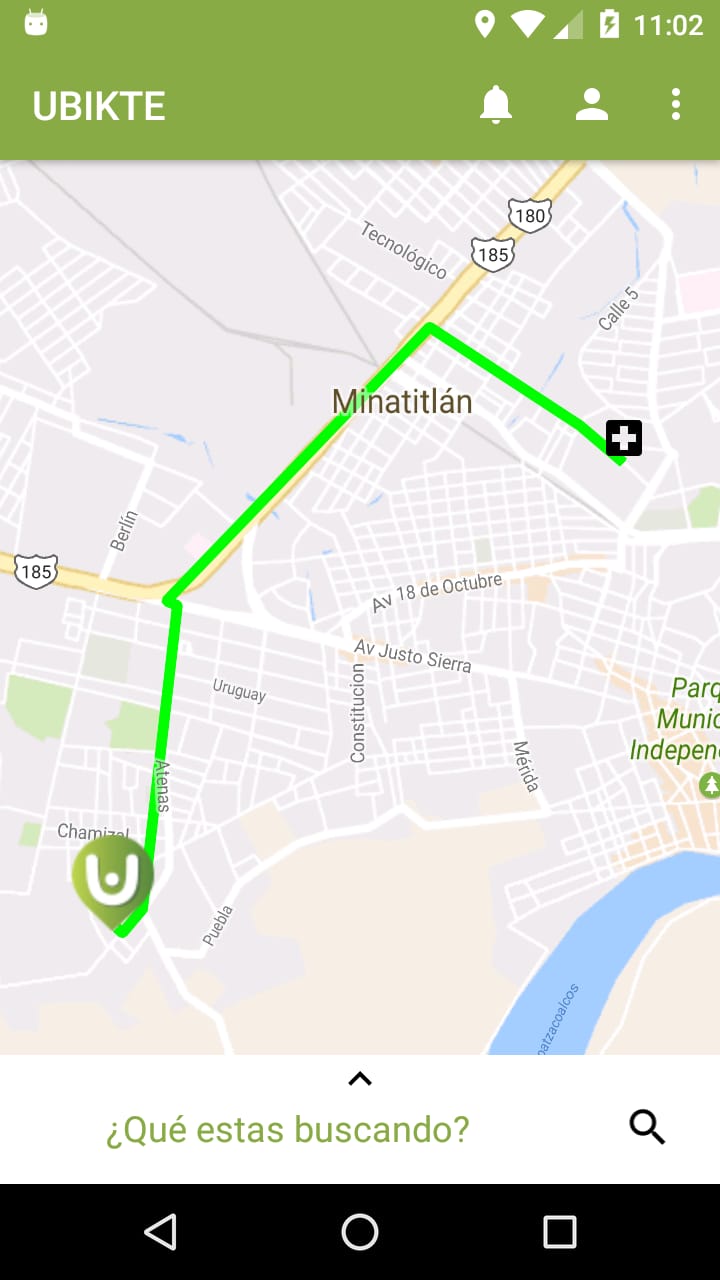 11:02
UBIKTE
180
185
Tecnológico
Calle 5
Minatitlán
Berlín
185
Av 18 de Octubre
Av Justo Sierra
Uruguay
Constitucion
Parq
Munic
Indepen
Mérida
Atenas
Chamizal
Puebla
oatzacoalcos
¿Qué estas buscando?